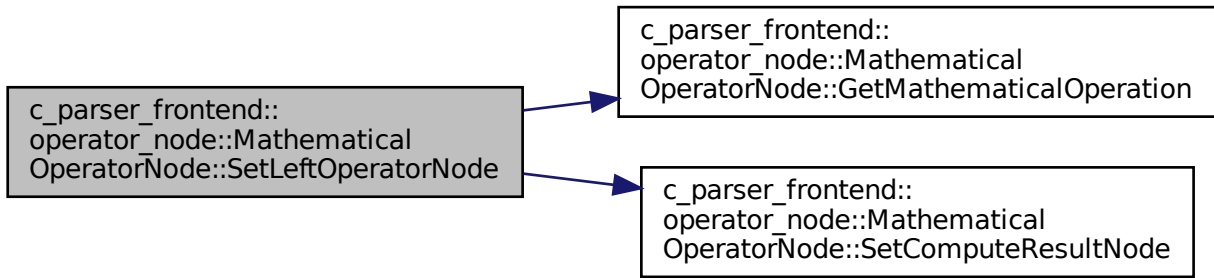 c_parser_frontend::
operator_node::Mathematical
OperatorNode::SetLeftOperatorNode
c_parser_frontend::
operator_node::Mathematical
OperatorNode::GetMathematicalOperation
c_parser_frontend::
operator_node::Mathematical
OperatorNode::SetComputeResultNode